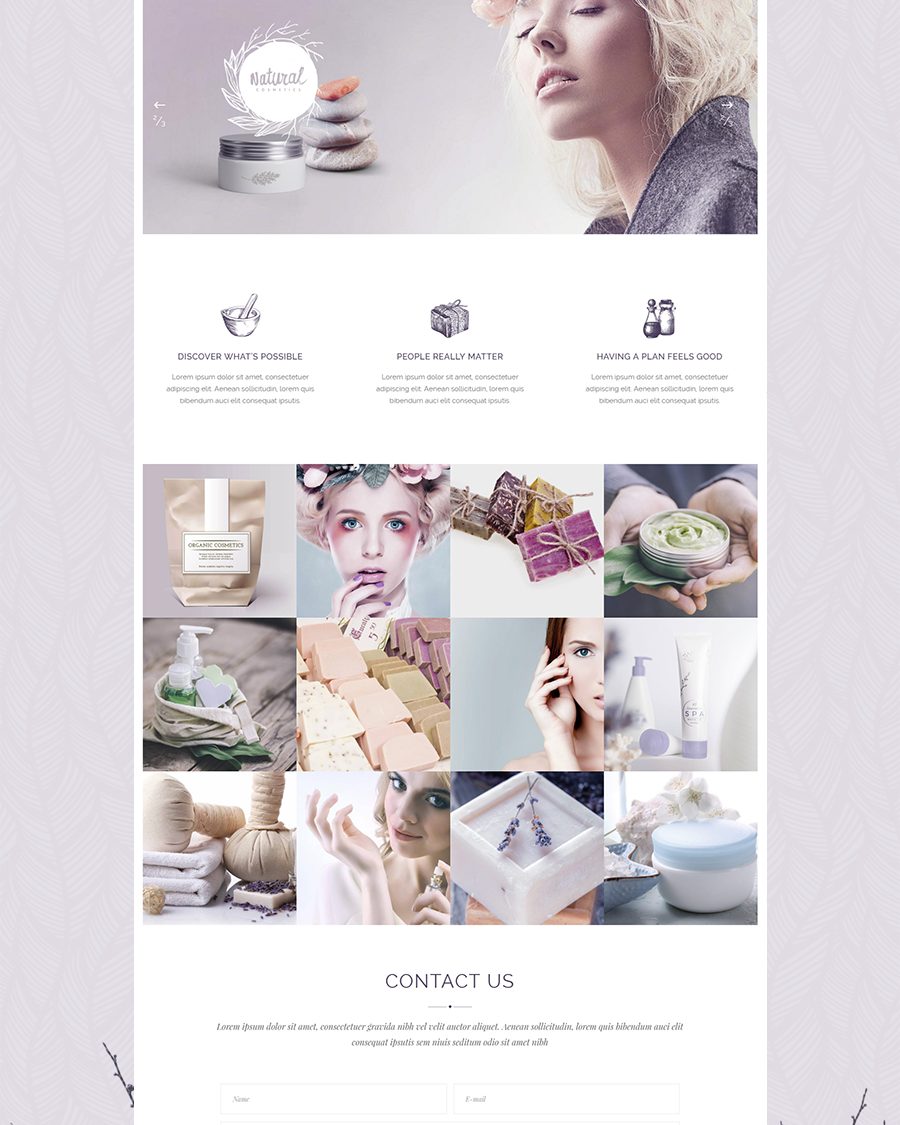 Natural
COSMETICS
2/3
2/3
DISCOVER WHAT'S POSSIBLE
Lorem ipsum dolor sit amet, consectetuer
adipiscing elit. Aenean sollicitudin, lorem quis
bibendum auci elit consequat ipsutis.
PEOPLE REALLY MATTER
Lorem ipsum dolor sit amet, consectetuer
adipiscing elit. Aenean sollicitudin, lorem quis
bibendum auci elit consequat ipsutis.
HAVING A PLAN FEELS GOOD
Lorem ipsum dolor sit amet, consectetuer
adipiscing elit. Aenean sollicitudin, lorem quis
bibendum auci elit consequat ipsutis.
ORGANIC COSMETICS
SPA
CONTACT US
Lorem ipsum dolor sit amet, consectetuer gravida nibh vel velit auctor aliquet. Aenean sollicitudin, lorem quis bibendum auci elit
consequat ipsutis sem niuis seditum odio sit amet nibh
Name
E-mail